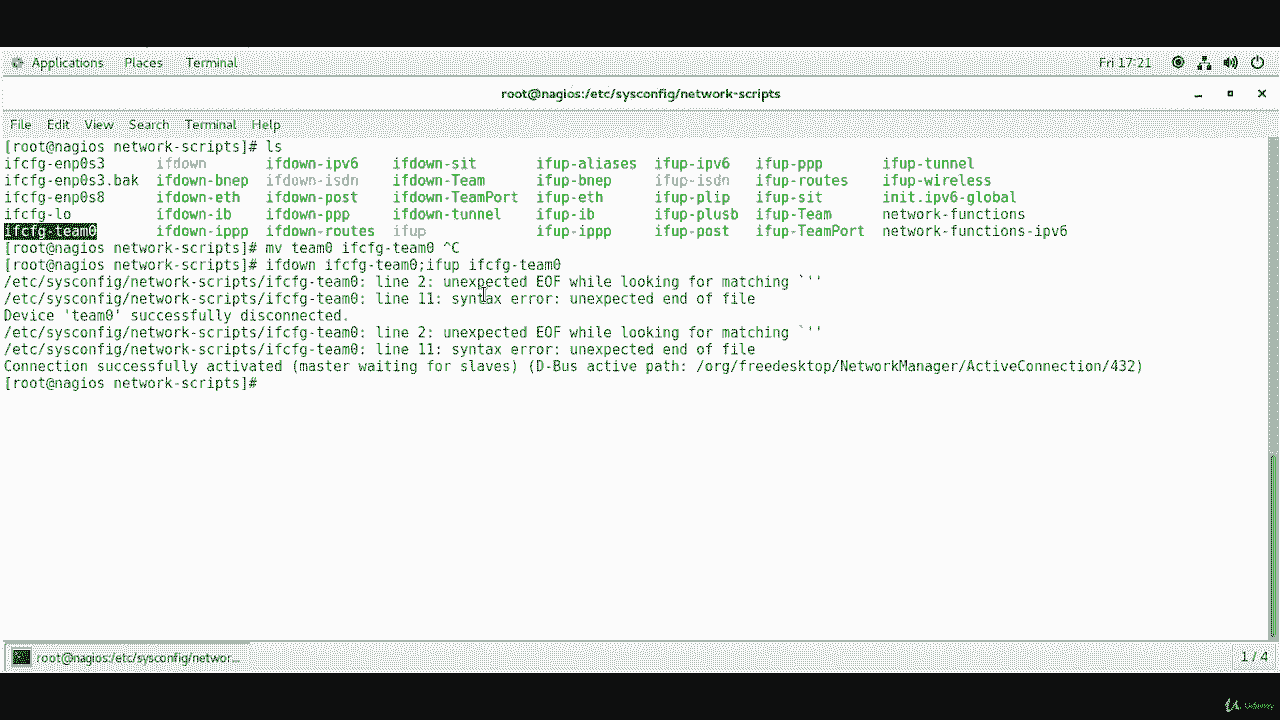 Applications Places Terminal Fri 17:21
root@nagios:/etc/sysconfig/network-scripts
File Edit View Search Terminal Help
[root@nagios network-scripts]# ls
ifcfg-enp0s3 ifdown ifdown-ipv6 ifdown-sit ifup-aliases ifup-ipv6 ifup-ppp ifup-tunnel
ifcfg-enp0s3.bak ifdown-bnep ifdown-isdn ifdown-Team ifup-bnep ifup-isdn ifup-routes ifup-wireless
ifcfg-enp0s8 ifdown-eth ifdown-post ifdown-TeamPort ifup-eth ifup-plip ifup-sit init.ipv6-global
ifcfg-lo ifdown-ib ifdown-ppp ifdown-tunnel ifup-ib ifup-plusb ifup-Team network-functions
ifcfg-team0 ifdown-ippp ifdown-routes ifup ifup-ippp ifup-post ifup-TeamPort network-functions-ipv6
[root@nagios network-scripts]# mv team0 ifcfg-team0 ^C
[root@nagios network-scripts]# ifdown ifcfg-team0;ifup ifcfg-team0
/etc/sysconfig/network-scripts/ifcfg-team0: line 2: unexpected EOF while looking for matching `''
/etc/sysconfig/network-scripts/ifcfg-team0: line 11: syntax error: unexpected end of file
Device 'team0' successfully disconnected.
/etc/sysconfig/network-scripts/ifcfg-team0: line 2: unexpected EOF while looking for matching `''
/etc/sysconfig/network-scripts/ifcfg-team0: line 11: syntax error: unexpected end of file
Connection successfully activated (master waiting for slaves) (D-Bus active path: /org/freedesktop/NetworkManager/ActiveConnection/432)
[root@nagios network-scripts]#
root@nagios:/etc/sysconfig/networ... 1 / 4
Udemy